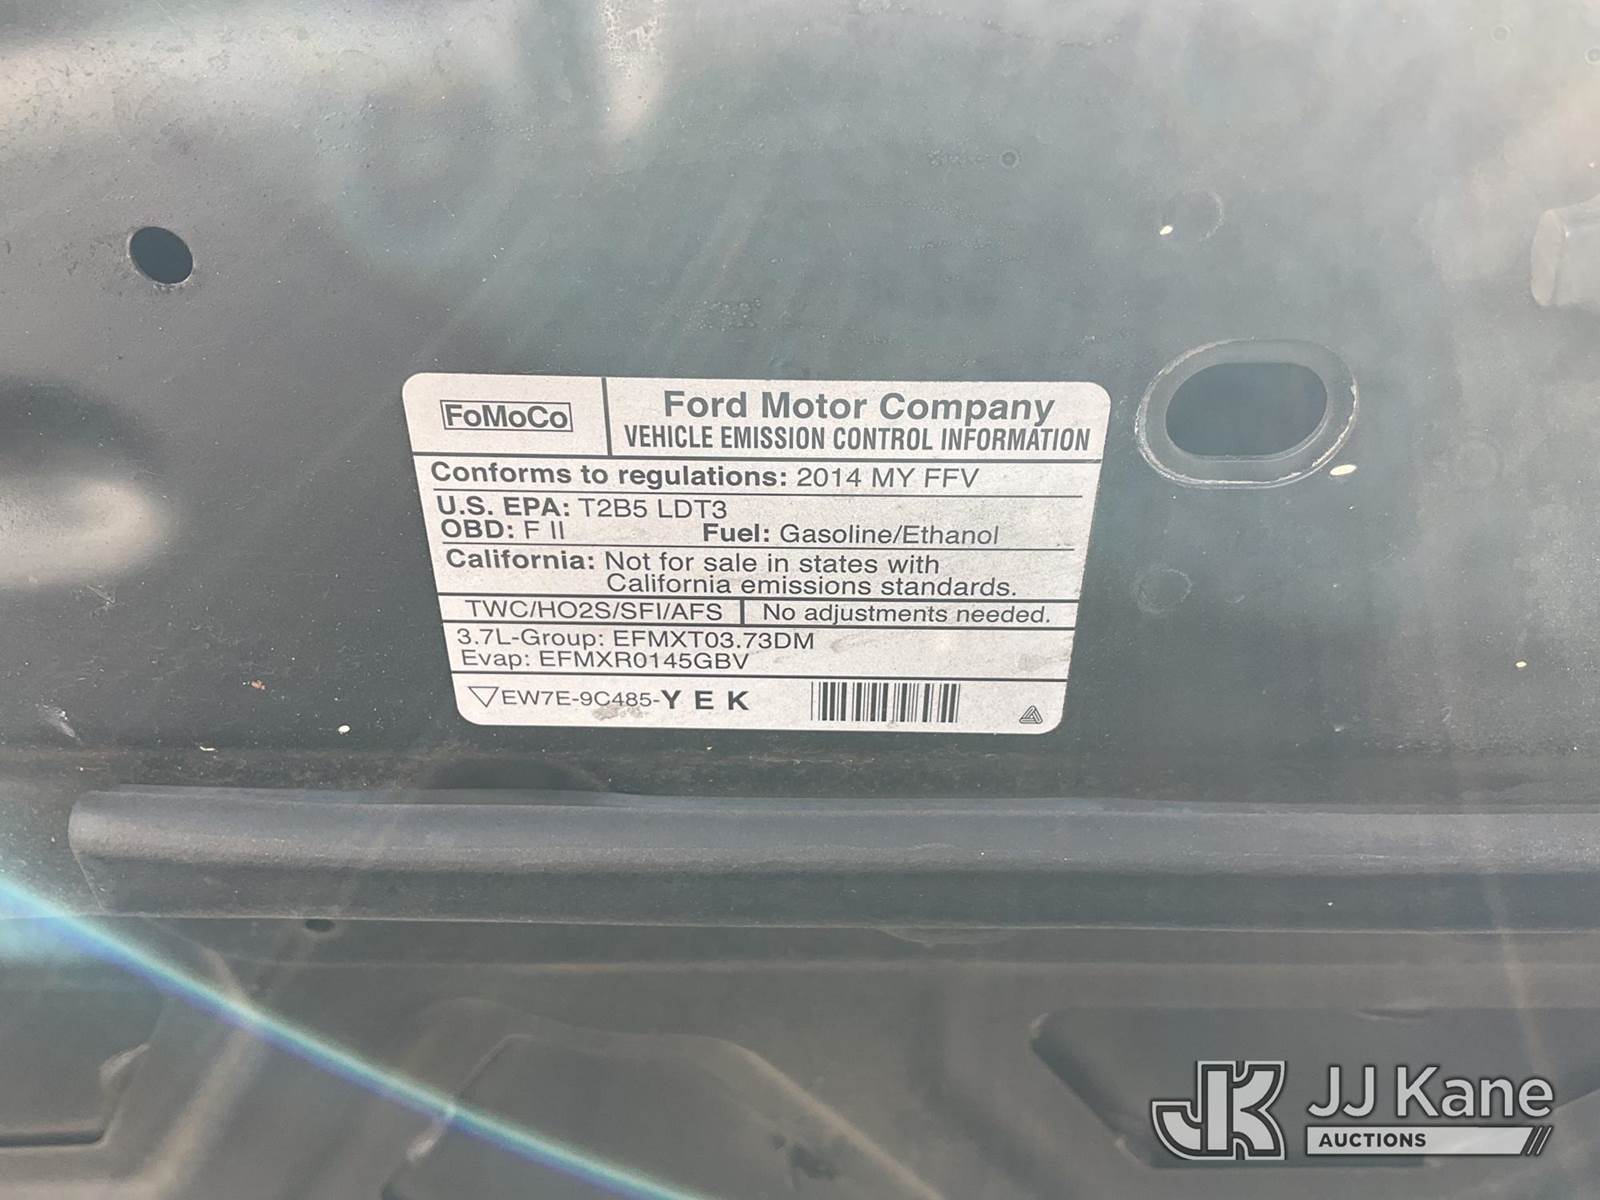 FoMoCo
Ford Motor Company
VEHICLE EMISSION CONTROL INFORMATION
Conforms to regulations: 2014 MY FFV
U.S. EPA: T2B5 LDT3
OBD: F II Fuel: Gasoline/Ethanol
California: Not for sale in states with
California emissions standards.
TWC/HO2S/SFI/AFS No adjustments needed.
3.7L-Group: EFMXT03.73DM
Evap: EFMXR0145GBV
EW7E-9C485-Y E K
JK JJ Kane
AUCTIONS